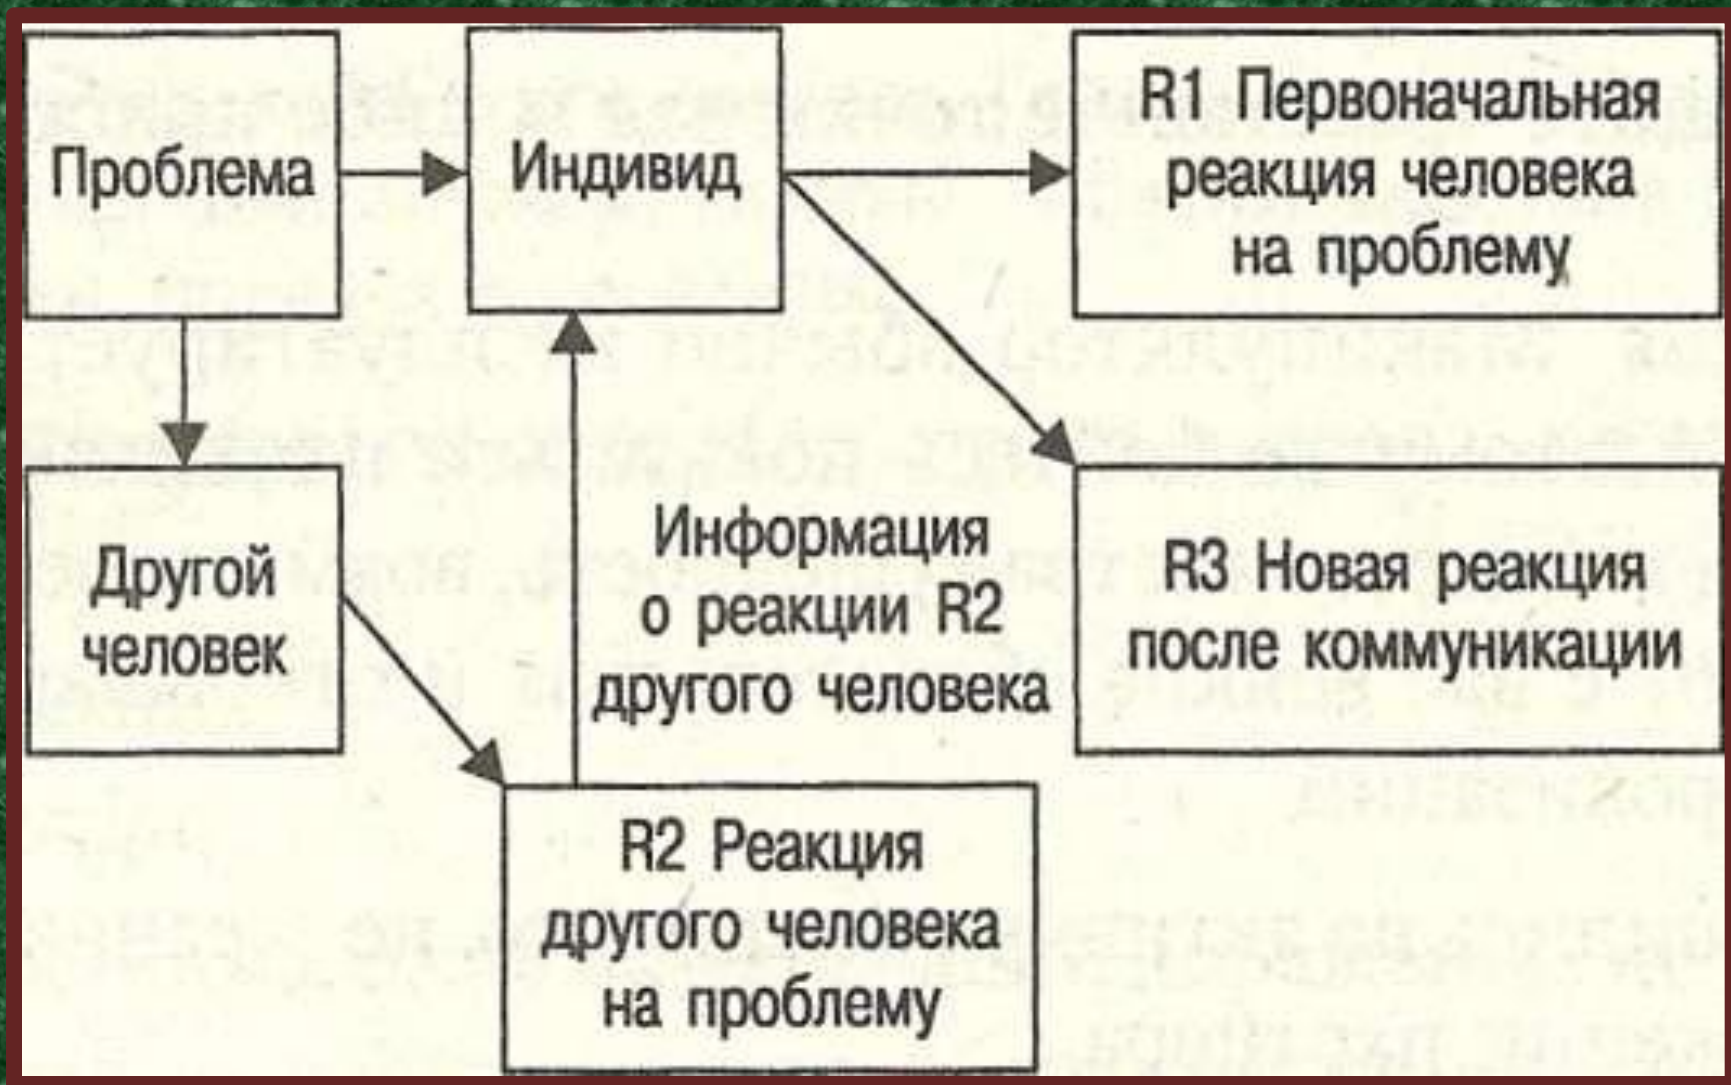 Проблема
Индивид
R1 Первоначальная
реакция человека
на проблему
Другой
человек
Информация
о реакции R2
другого человека
R3 Новая реакция
после коммуникации
R2 Реакция
другого человека
на проблему